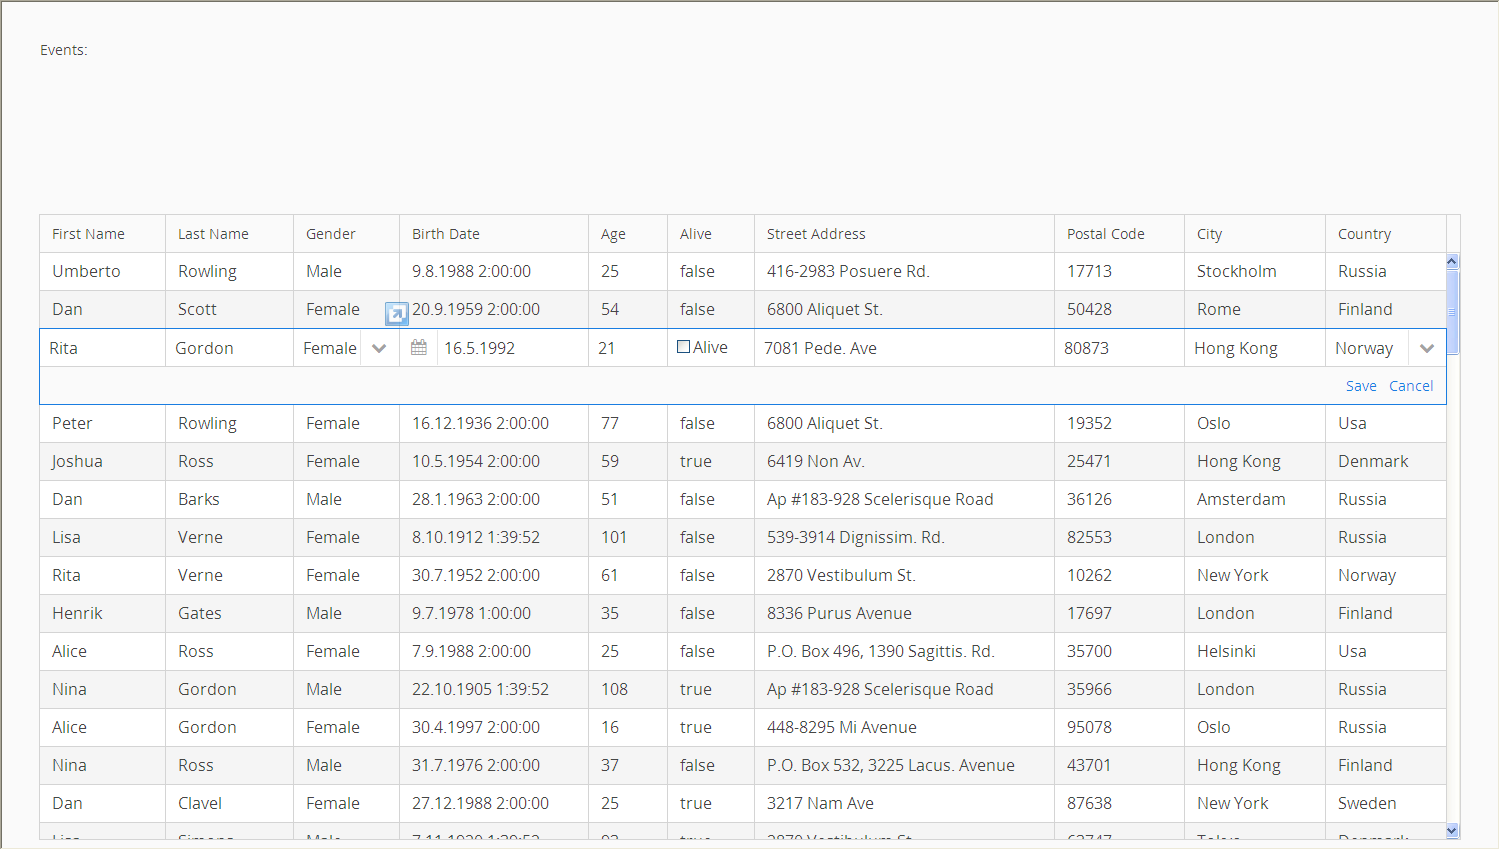 Events:
First Name Last Name Gender Birth Date Age Alive Street Address Postal Code City Country
Umberto Rowling Male 9.8.1988 2:00:00 25 false 416-2983 Posuere Rd. 17713 Stockholm Russia
Dan Scott Female 20.9.1959 2:00:00 54 false 6800 Aliquet St. 50428 Rome Finland
Rita Gordon Female 16.5.1992 21 Alive 7081 Pede. Ave 80873 Hong Kong Norway
Save Cancel
Peter Rowling Female 16.12.1936 2:00:00 77 false 6800 Aliquet St. 19352 Oslo Usa
Joshua Ross Female 10.5.1954 2:00:00 59 true 6419 Non Av. 25471 Hong Kong Denmark
Dan Barks Male 28.1.1963 2:00:00 51 false Ap #183-928 Scelerisque Road 36126 Amsterdam Russia
Lisa Verne Female 8.10.1912 1:39:52 101 false 539-3914 Dignissim. Rd. 82553 London Russia
Rita Verne Female 30.7.1952 2:00:00 61 false 2870 Vestibulum St. 10262 New York Norway
Henrik Gates Male 9.7.1978 1:00:00 35 false 8336 Purus Avenue 17697 London Finland
Alice Ross Female 7.9.1988 2:00:00 25 false P.O. Box 496, 1390 Sagittis. Rd. 35700 Helsinki Usa
Nina Gordon Male 22.10.1905 1:39:52 108 true Ap #183-928 Scelerisque Road 35966 London Russia
Alice Gordon Female 30.4.1997 2:00:00 16 true 448-8295 Mi Avenue 95078 Oslo Russia
Nina Ross Male 31.7.1976 2:00:00 37 false P.O. Box 532, 3225 Lacus. Avenue 43701 Hong Kong Finland
Dan Clavel Female 27.12.1988 2:00:00 25 true 3217 Nam Ave 87638 New York Sweden